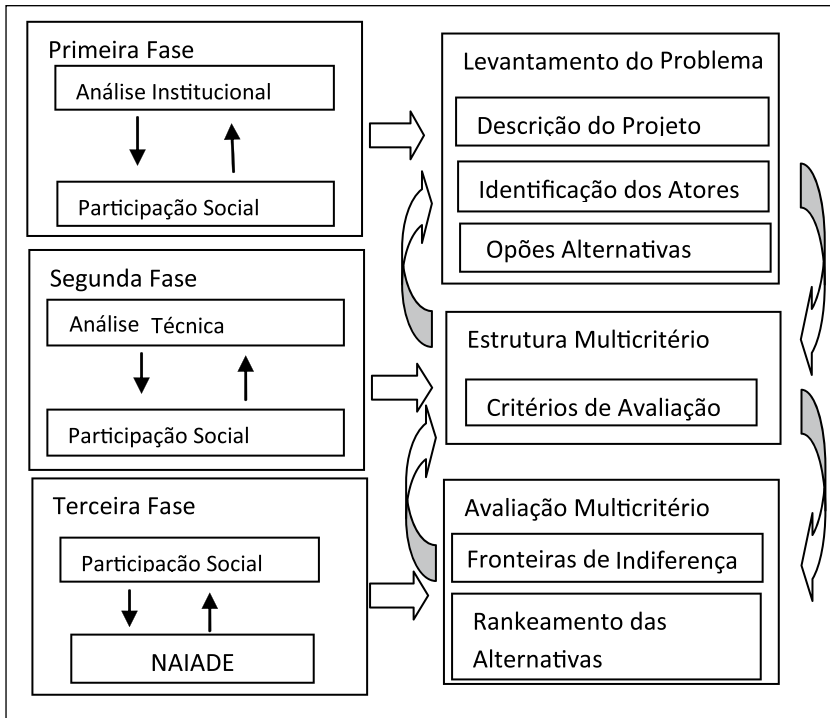 Primeira Fase
Análise Institucional
Participação Social
Levantamento do Problema
Descrição do Projeto
Identificação dos Atores
Opões Alternativas
Segunda Fase
Análise Técnica
Participação Social
Estrutura Multicritério
Critérios de Avaliação
Terceira Fase
Participação Social
NAIADE
Avaliação Multicritério
Fronteiras de Indiferença
Rankeamento das
Alternativas